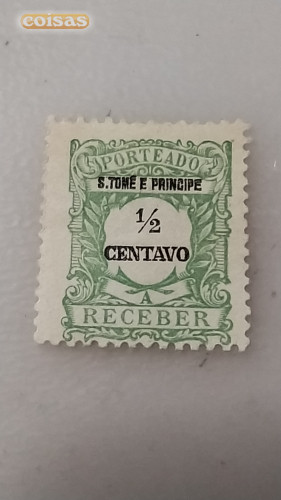 coisas
PORTEADO
S. TOMÉ E PRINCIPE
½
CENTAVO
A
RECEBER